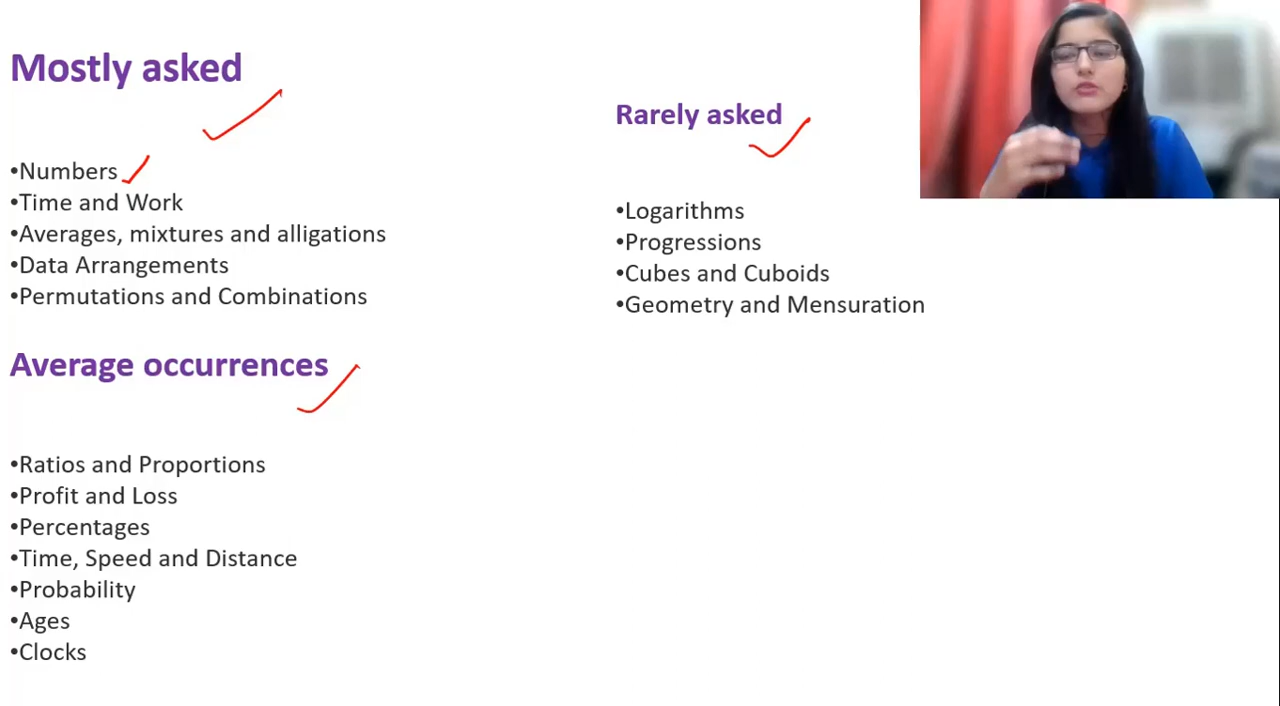 Mostly asked
•Numbers
•Time and Work
•Averages, mixtures and alligations
•Data Arrangements
•Permutations and Combinations
Average occurrences
•Ratios and Proportions
•Profit and Loss
•Percentages
•Time, Speed and Distance
•Probability
•Ages
•Clocks
Rarely asked
•Logarithms
•Progressions
•Cubes and Cuboids
•Geometry and Mensuration